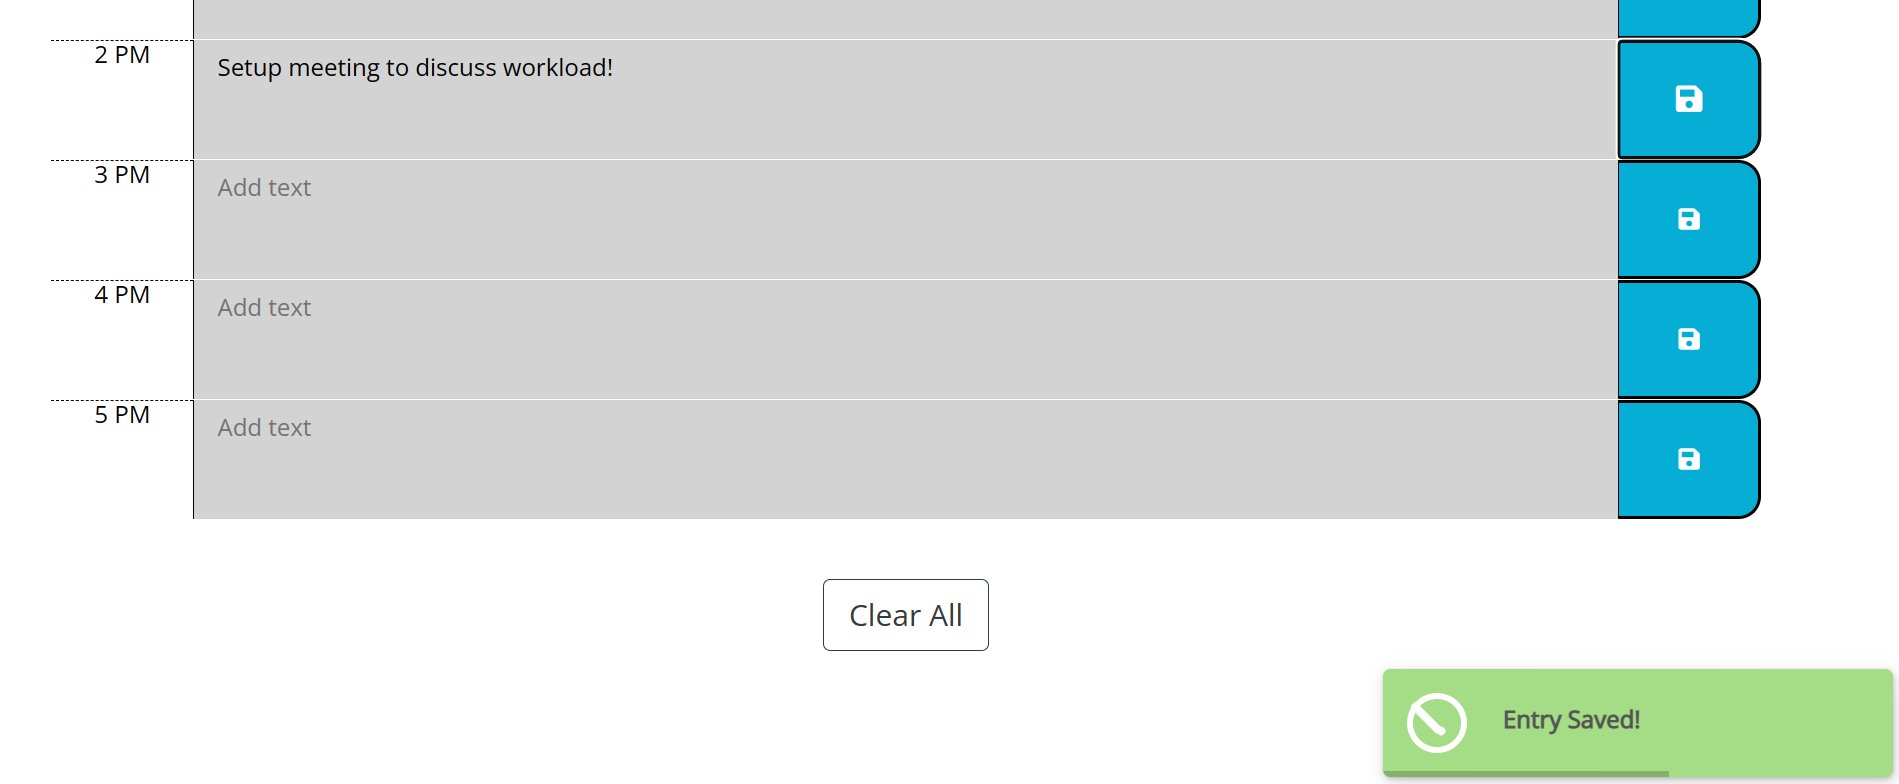 2 PM
Setup meeting to discuss workload!
3 PM
Add text
4 PM
Add text
5 PM
Add text
Clear All
Entry Saved!